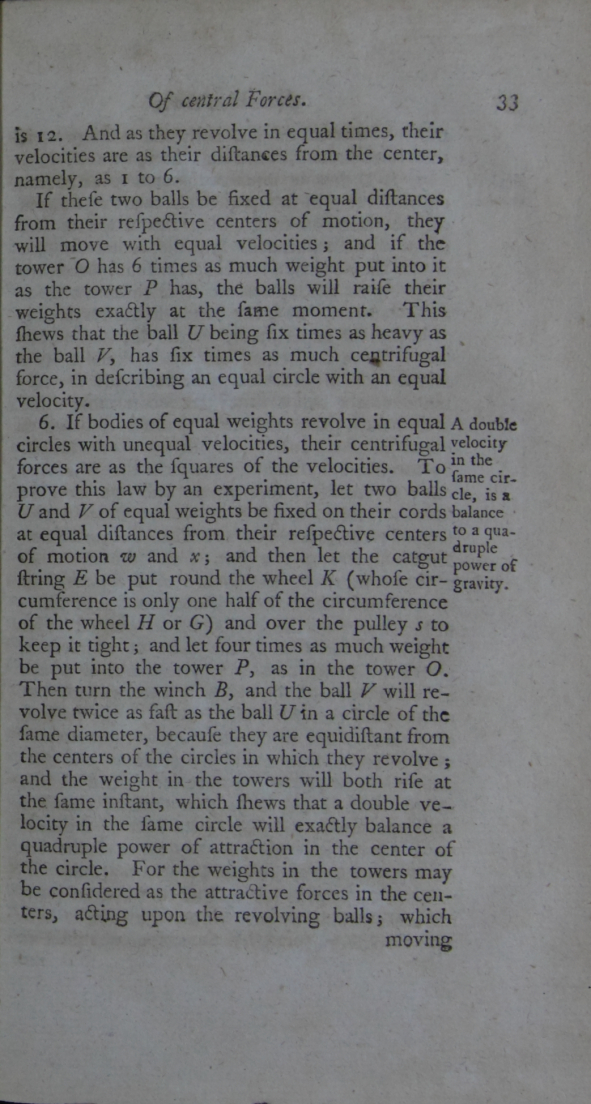 Of central Forces. 33
is 12. And as they revolve in equal times, their
velocities are as their diſtances from the center,
namely, as 1 to 6.
If theſe two balls be fixed at equal diſtances
from their reſpective centers of motion, they
will move with equal velocities; and if the
tower O has 6 times as much weight put into it
as the tower P has, the balls will raiſe their
weights exactly at the ſame moment. This
ſhews that the ball U being ſix times as heavy as
the ball V, has ſix times as much centrifugal
force, in deſcribing an equal circle with an equal
velocity.
6. If bodies of equal weights revolve in equal
circles with unequal velocities, their centrifugal
forces are as the ſquares of the velocities. To
prove this law by an experiment, let two balls
U and V of equal weights be fixed on their cords
at equal diſtances from their reſpective centers
of motion w and x; and then let the catgut
ſtring E be put round the wheel K (whoſe cir-
cumference is only one half of the circumference
of the wheel H or G) and over the pulley s to
keep it tight; and let four times as much weight
be put into the tower P, as in the tower O.
Then turn the winch B, and the ball V will re-
volve twice as faſt as the ball U in a circle of the
ſame diameter, becauſe they are equidiſtant from
the centers of the circles in which they revolve;
and the weight in the towers will both riſe at
the ſame inſtant, which ſhews that a double ve-
locity in the ſame circle will exactly balance a
quadruple power of attraction in the center of
the circle. For the weights in the towers may
be conſidered as the attractive forces in the cen-
ters, acting upon the revolving balls; which
moving
A double
velocity
in the
ſame cir-
cle, is a
balance
to a qua-
druple
power of
gravity.